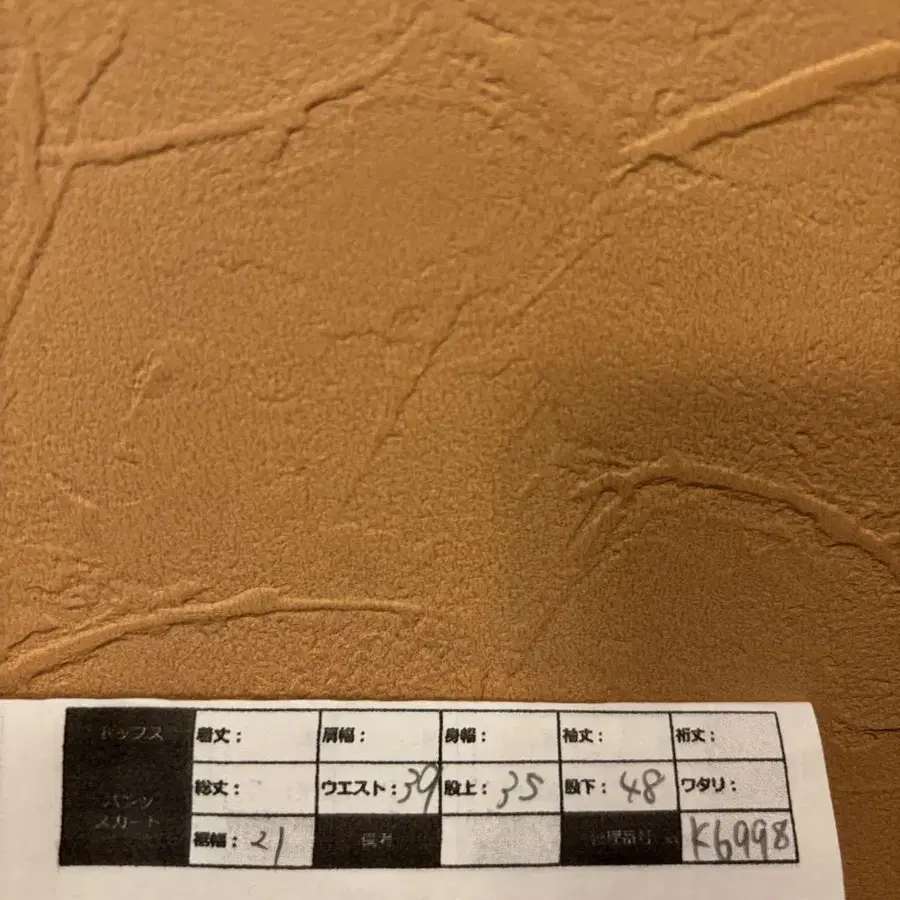 トップス 着丈: 肩幅: 身幅: 袖丈: 裄丈:
パンツ 総丈: ウエスト:39 股上:35 股下:48 ワタリ:
スカート
裾幅:21 備考 管理番号 K6998